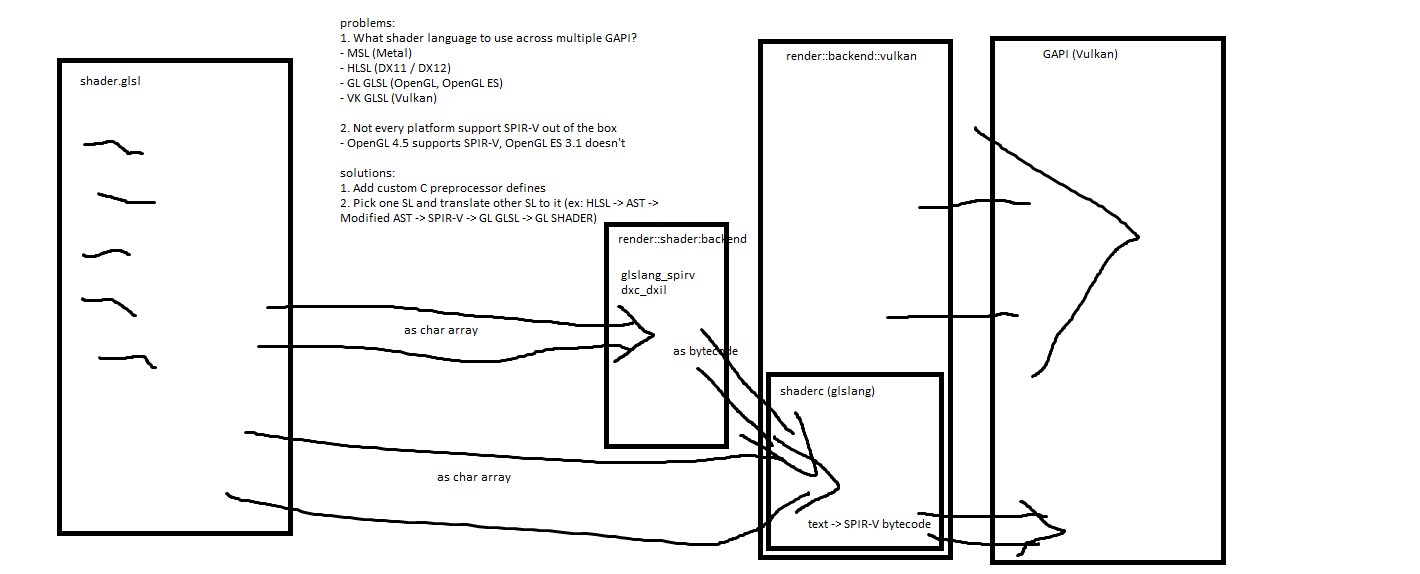 problems:
1. What shader language to use across multiple GAPI?
- MSL (Metal)
- HLSL (DX11 / DX12)
- GL GLSL (OpenGL, OpenGL ES)
- VK GLSL (Vulkan)
2. Not every platform support SPIR-V out of the box
- OpenGL 4.5 supports SPIR-V, OpenGL ES 3.1 doesn't
solutions:
1. Add custom C preprocessor defines
2. Pick one SL and translate other SL to it (ex: HLSL -> AST ->
Modified AST -> SPIR-V -> GL GLSL -> GL SHADER)
shader.glsl
as char array
as char array
render::shader:backend
glslang_spirv
dxc_dxil
as bytecode
render::backend::vulkan
shaderc (glslang)
text -> SPIR-V bytecode
GAPI (Vulkan)